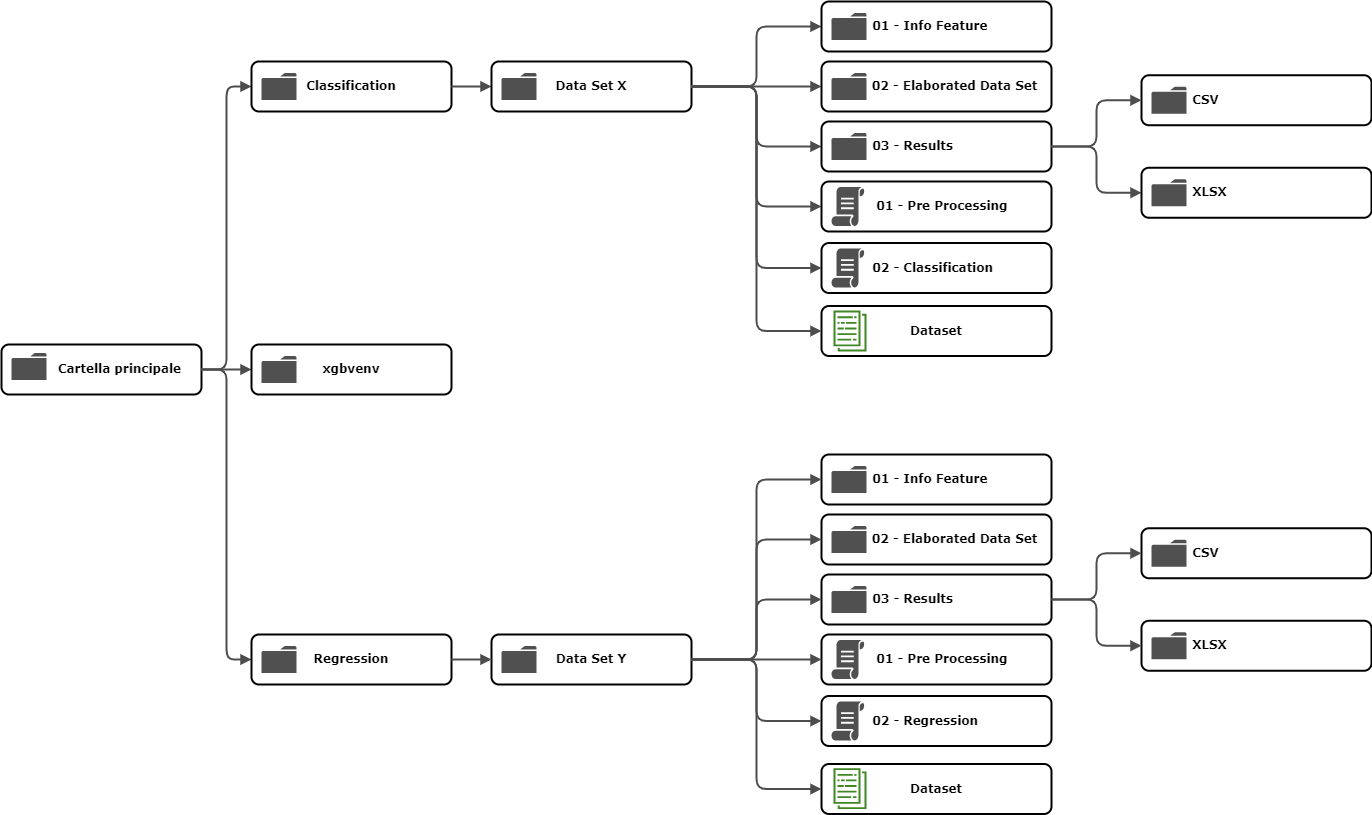 Cartella principale
Classification
Data Set X
01 - Info Feature
02 - Elaborated Data Set
03 - Results
CSV
XLSX
01 - Pre Processing
02 - Classification
Dataset
xgbvenv
Regression
Data Set Y
01 - Info Feature
02 - Elaborated Data Set
03 - Results
CSV
XLSX
01 - Pre Processing
02 - Regression
Dataset